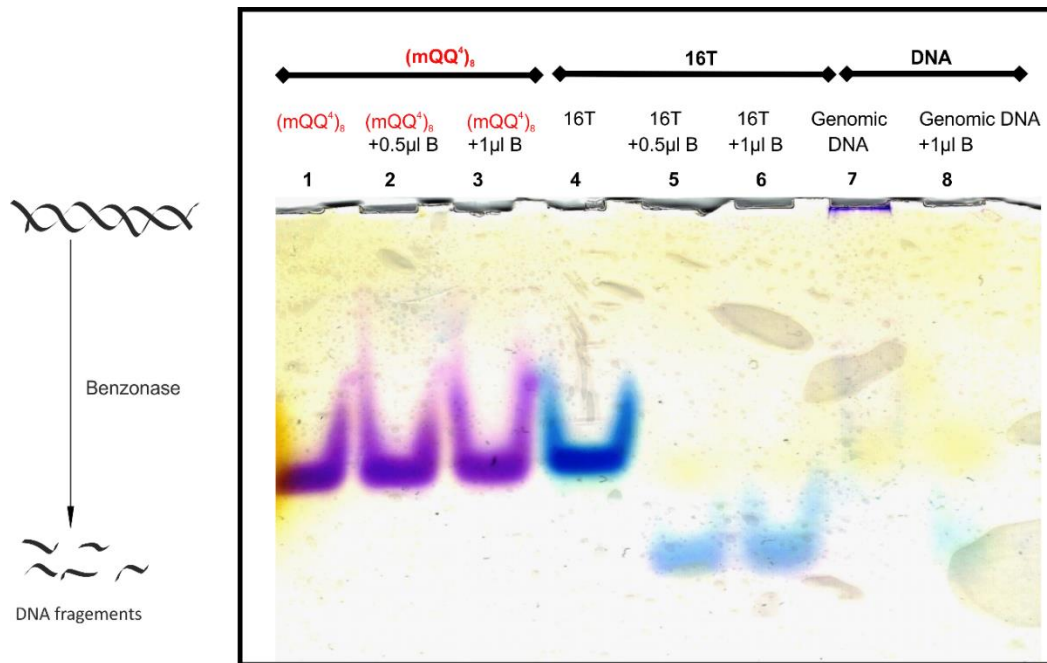 (mQQ⁴)₈
16T
DNA
(mQQ⁴)₈
(mQQ⁴)₈
+0.5µl B
(mQQ⁴)₈
+1µl B
16T
16T
+0.5µl B
16T
+1µl B
Genomic
DNA
Genomic DNA
+1µl B
1 2 3 4 5 6 7 8
Benzonase
DNA fragements